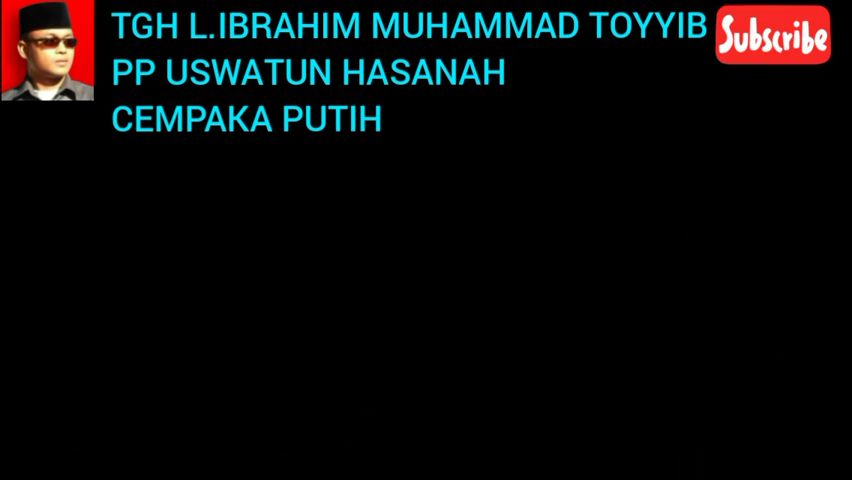 TGH L.IBRAHIM MUHAMMAD TOYYIB
Subscribe
PP USWATUN HASANAH
CEMPAKA PUTIH